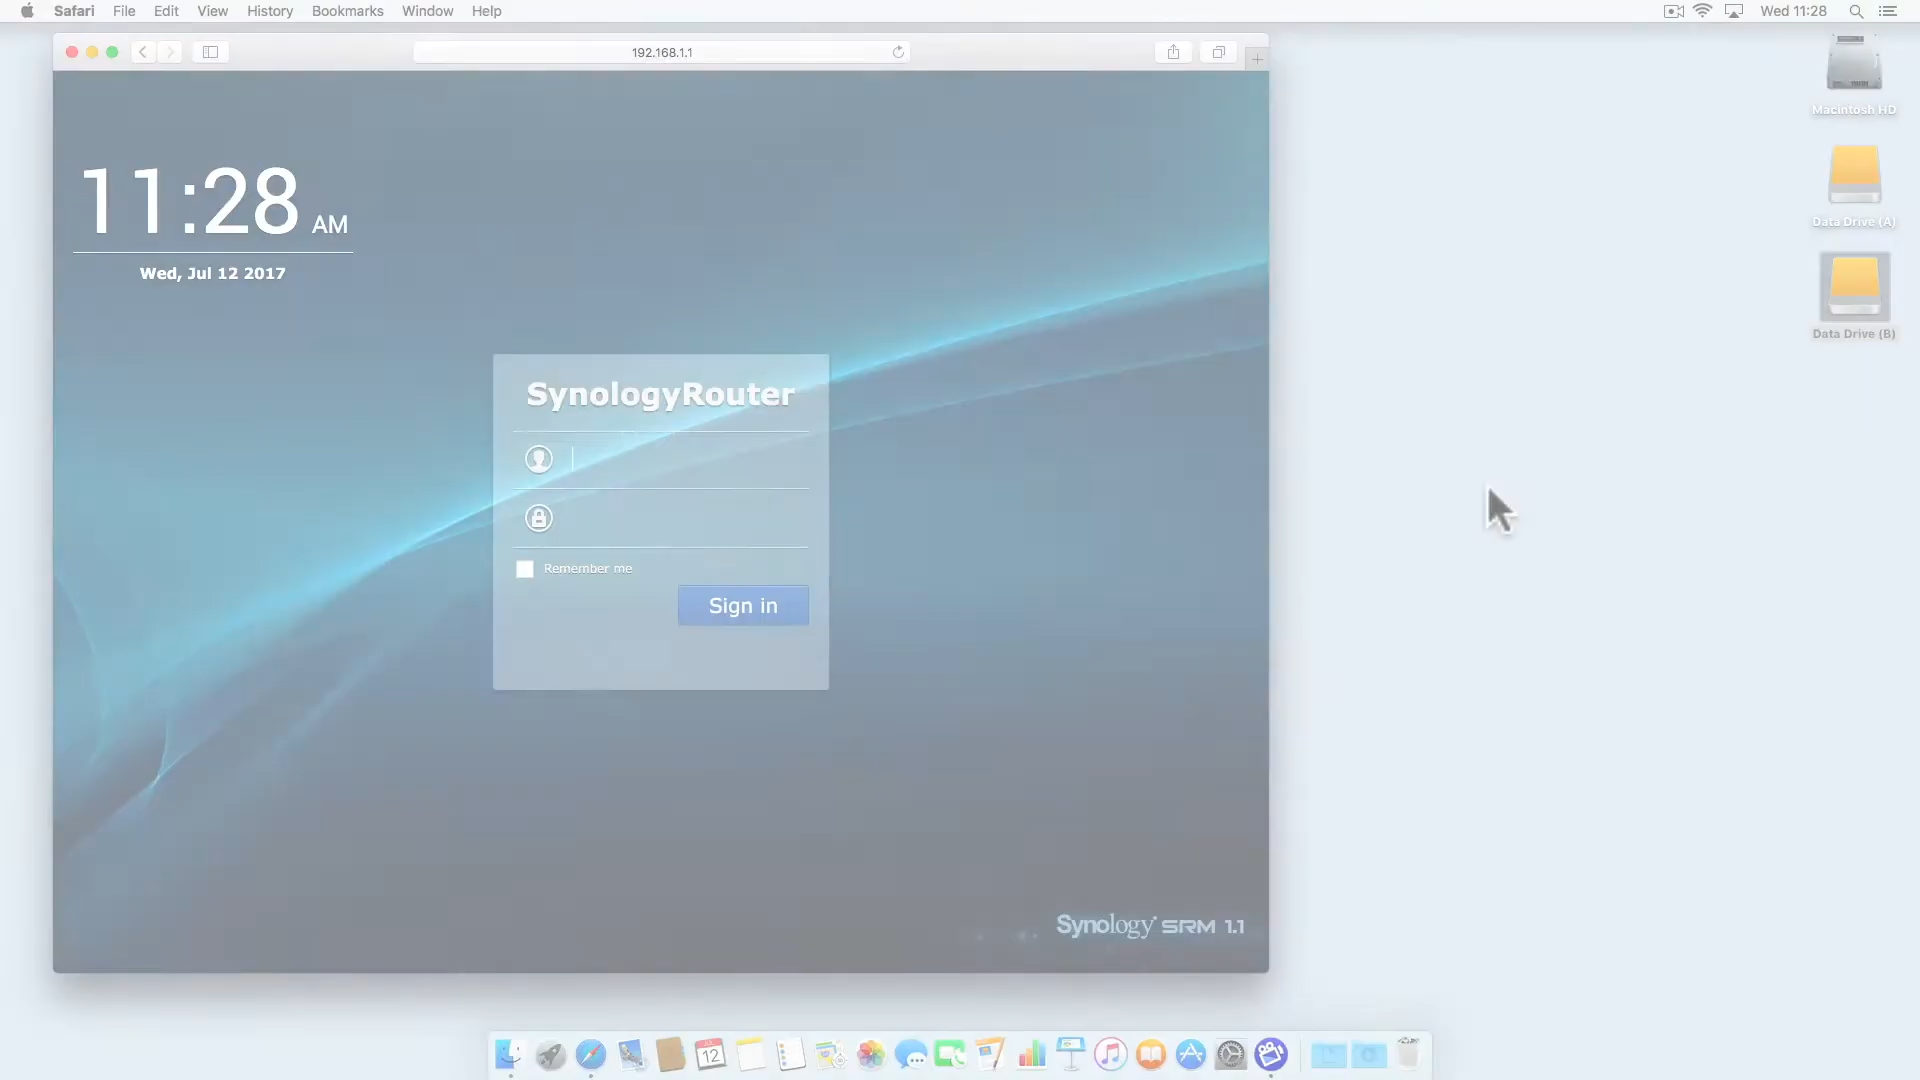 Safari File Edit View History Bookmarks Window Help Wed 11:28
192.168.1.1
Macintosh HD
11:28 AM
Data Drive (A)
Wed, Jul 12 2017
Data Drive (B)
SynologyRouter
Remember me
Sign in
Synology SRM 1.1
JUL
12